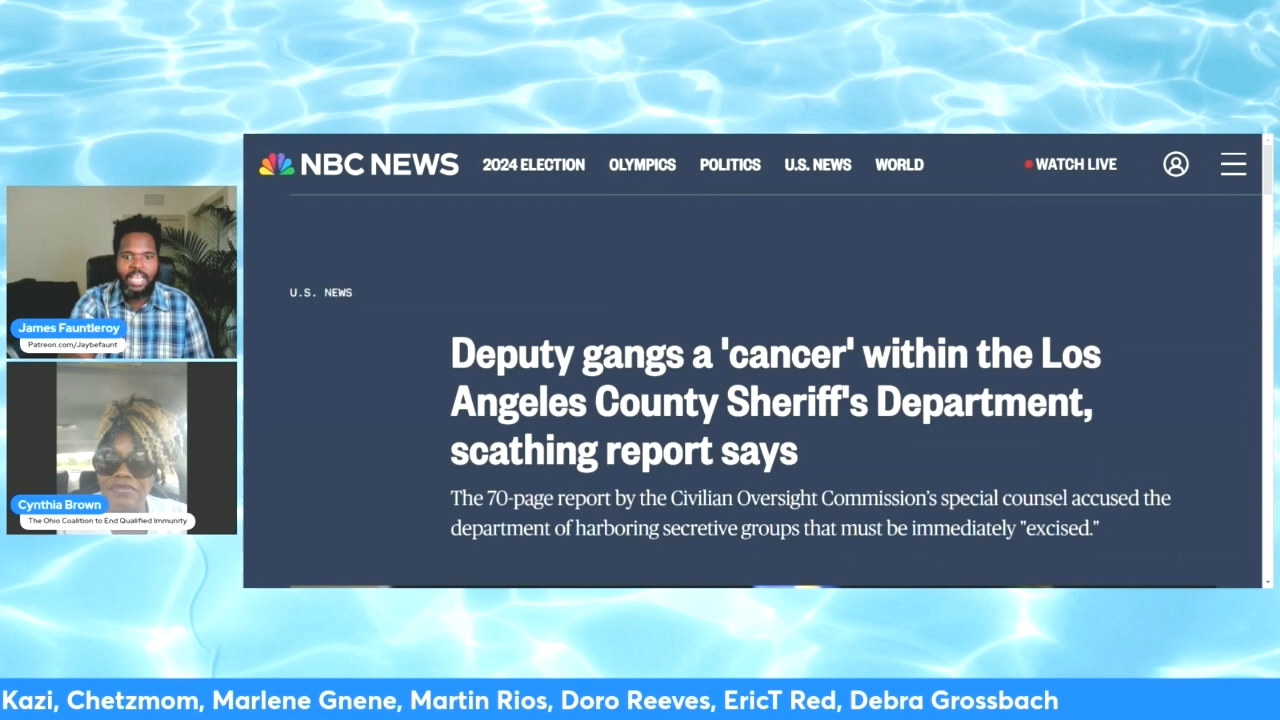 NBC NEWS 2024 ELECTION OLYMPICS POLITICS U.S. NEWS WORLD WATCH LIVE
U.S. NEWS
Deputy gangs a 'cancer' within the Los
Angeles County Sheriff's Department,
scathing report says
The 70-page report by the Civilian Oversight Commission's special counsel accused the
department of harboring secretive groups that must be immediately "excised."
James Fauntleroy
Patreon.com/Jaybefaunt
Cynthia Brown
The Ohio Coalition to End Qualified Immunity
Kazi, Chetzmom, Marlene Gnene, Martin Rios, Doro Reeves, EricT Red, Debra Grossbach